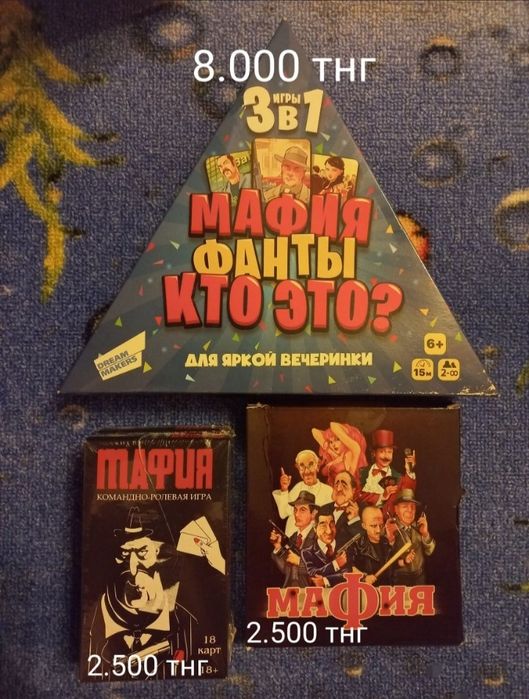 8.000 тнг
3 ИГРЫ В 1
МАФИЯ
ФАНТЫ
КТО ЭТО?
ДЛЯ ЯРКОЙ ВЕЧЕРИНКИ
DREAM
MAKERS
6+
15м
2-∞
МАФИЯ
КОМАНДНО-РОЛЕВАЯ ИГРА
18
карт
18+
2.500 тнг
МАФИЯ
2.500 тнг